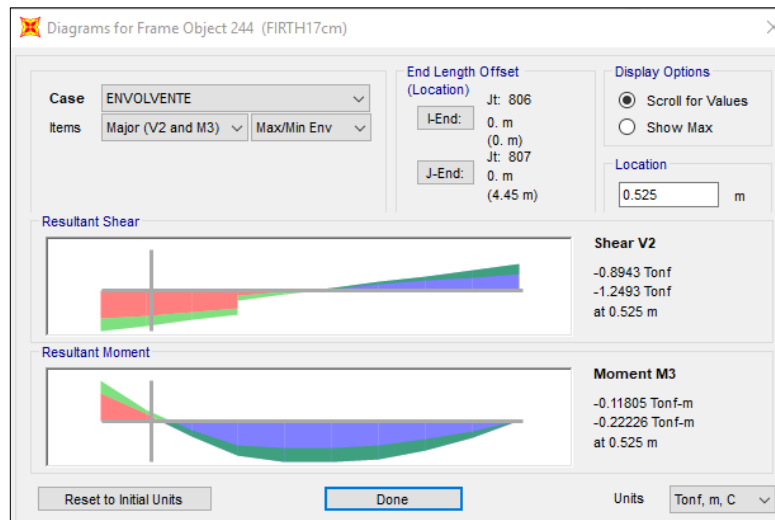 Diagrams for Frame Object 244 (FIRTH17cm)
Case ENVOLVENTE
Items Major (V2 and M3) Max/Min Env
End Length Offset
(Location)
Jt: 806
I-End: 0. m
(0. m)
Jt: 807
J-End: 0. m
(4.45 m)
Display Options
Scroll for Values
Show Max
Location
0.525 m
Resultant Shear
Shear V2
-0.8943 Tonf
-1.2493 Tonf
at 0.525 m
Resultant Moment
Moment M3
-0.11805 Tonf-m
-0.22226 Tonf-m
at 0.525 m
Reset to Initial Units
Done
Units Tonf, m, C